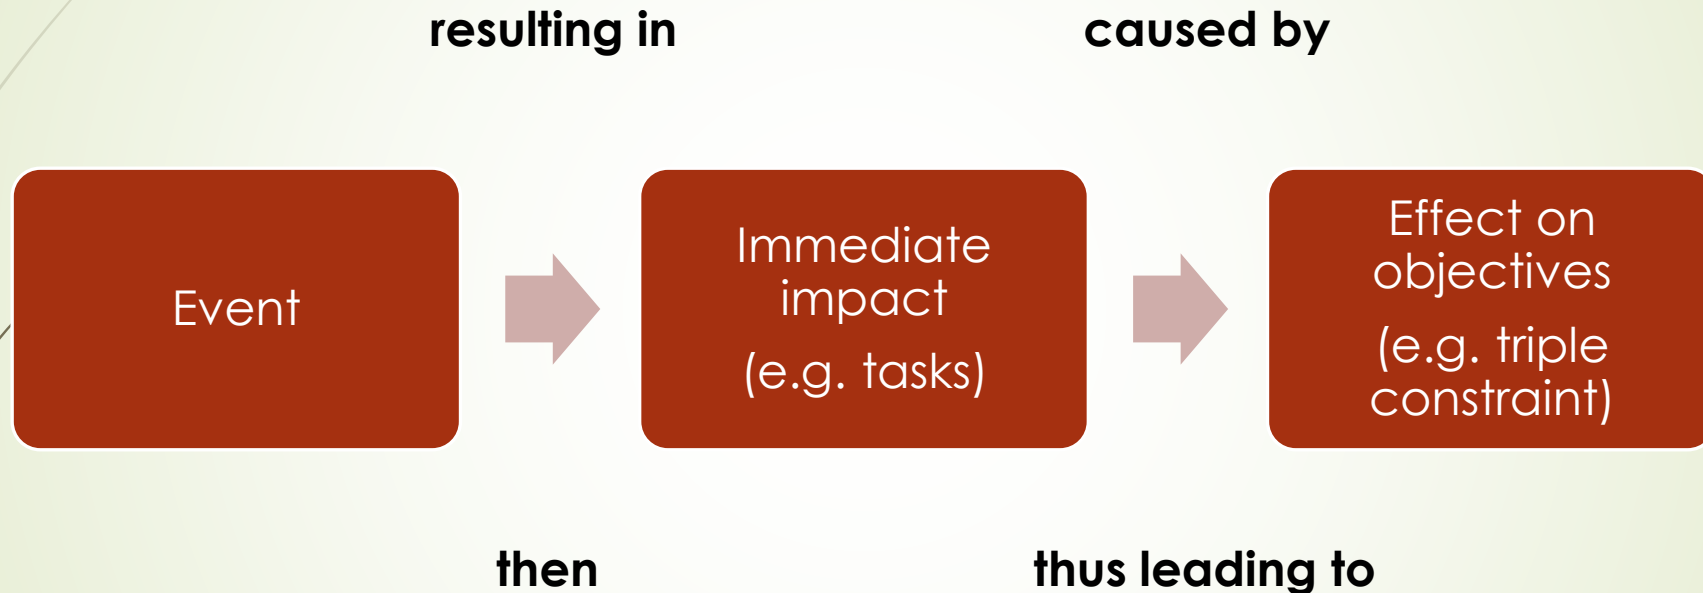 resulting in
caused by
Event
Immediate
impact
(e.g. tasks)
Effect on
objectives
(e.g. triple
constraint)
then
thus leading to